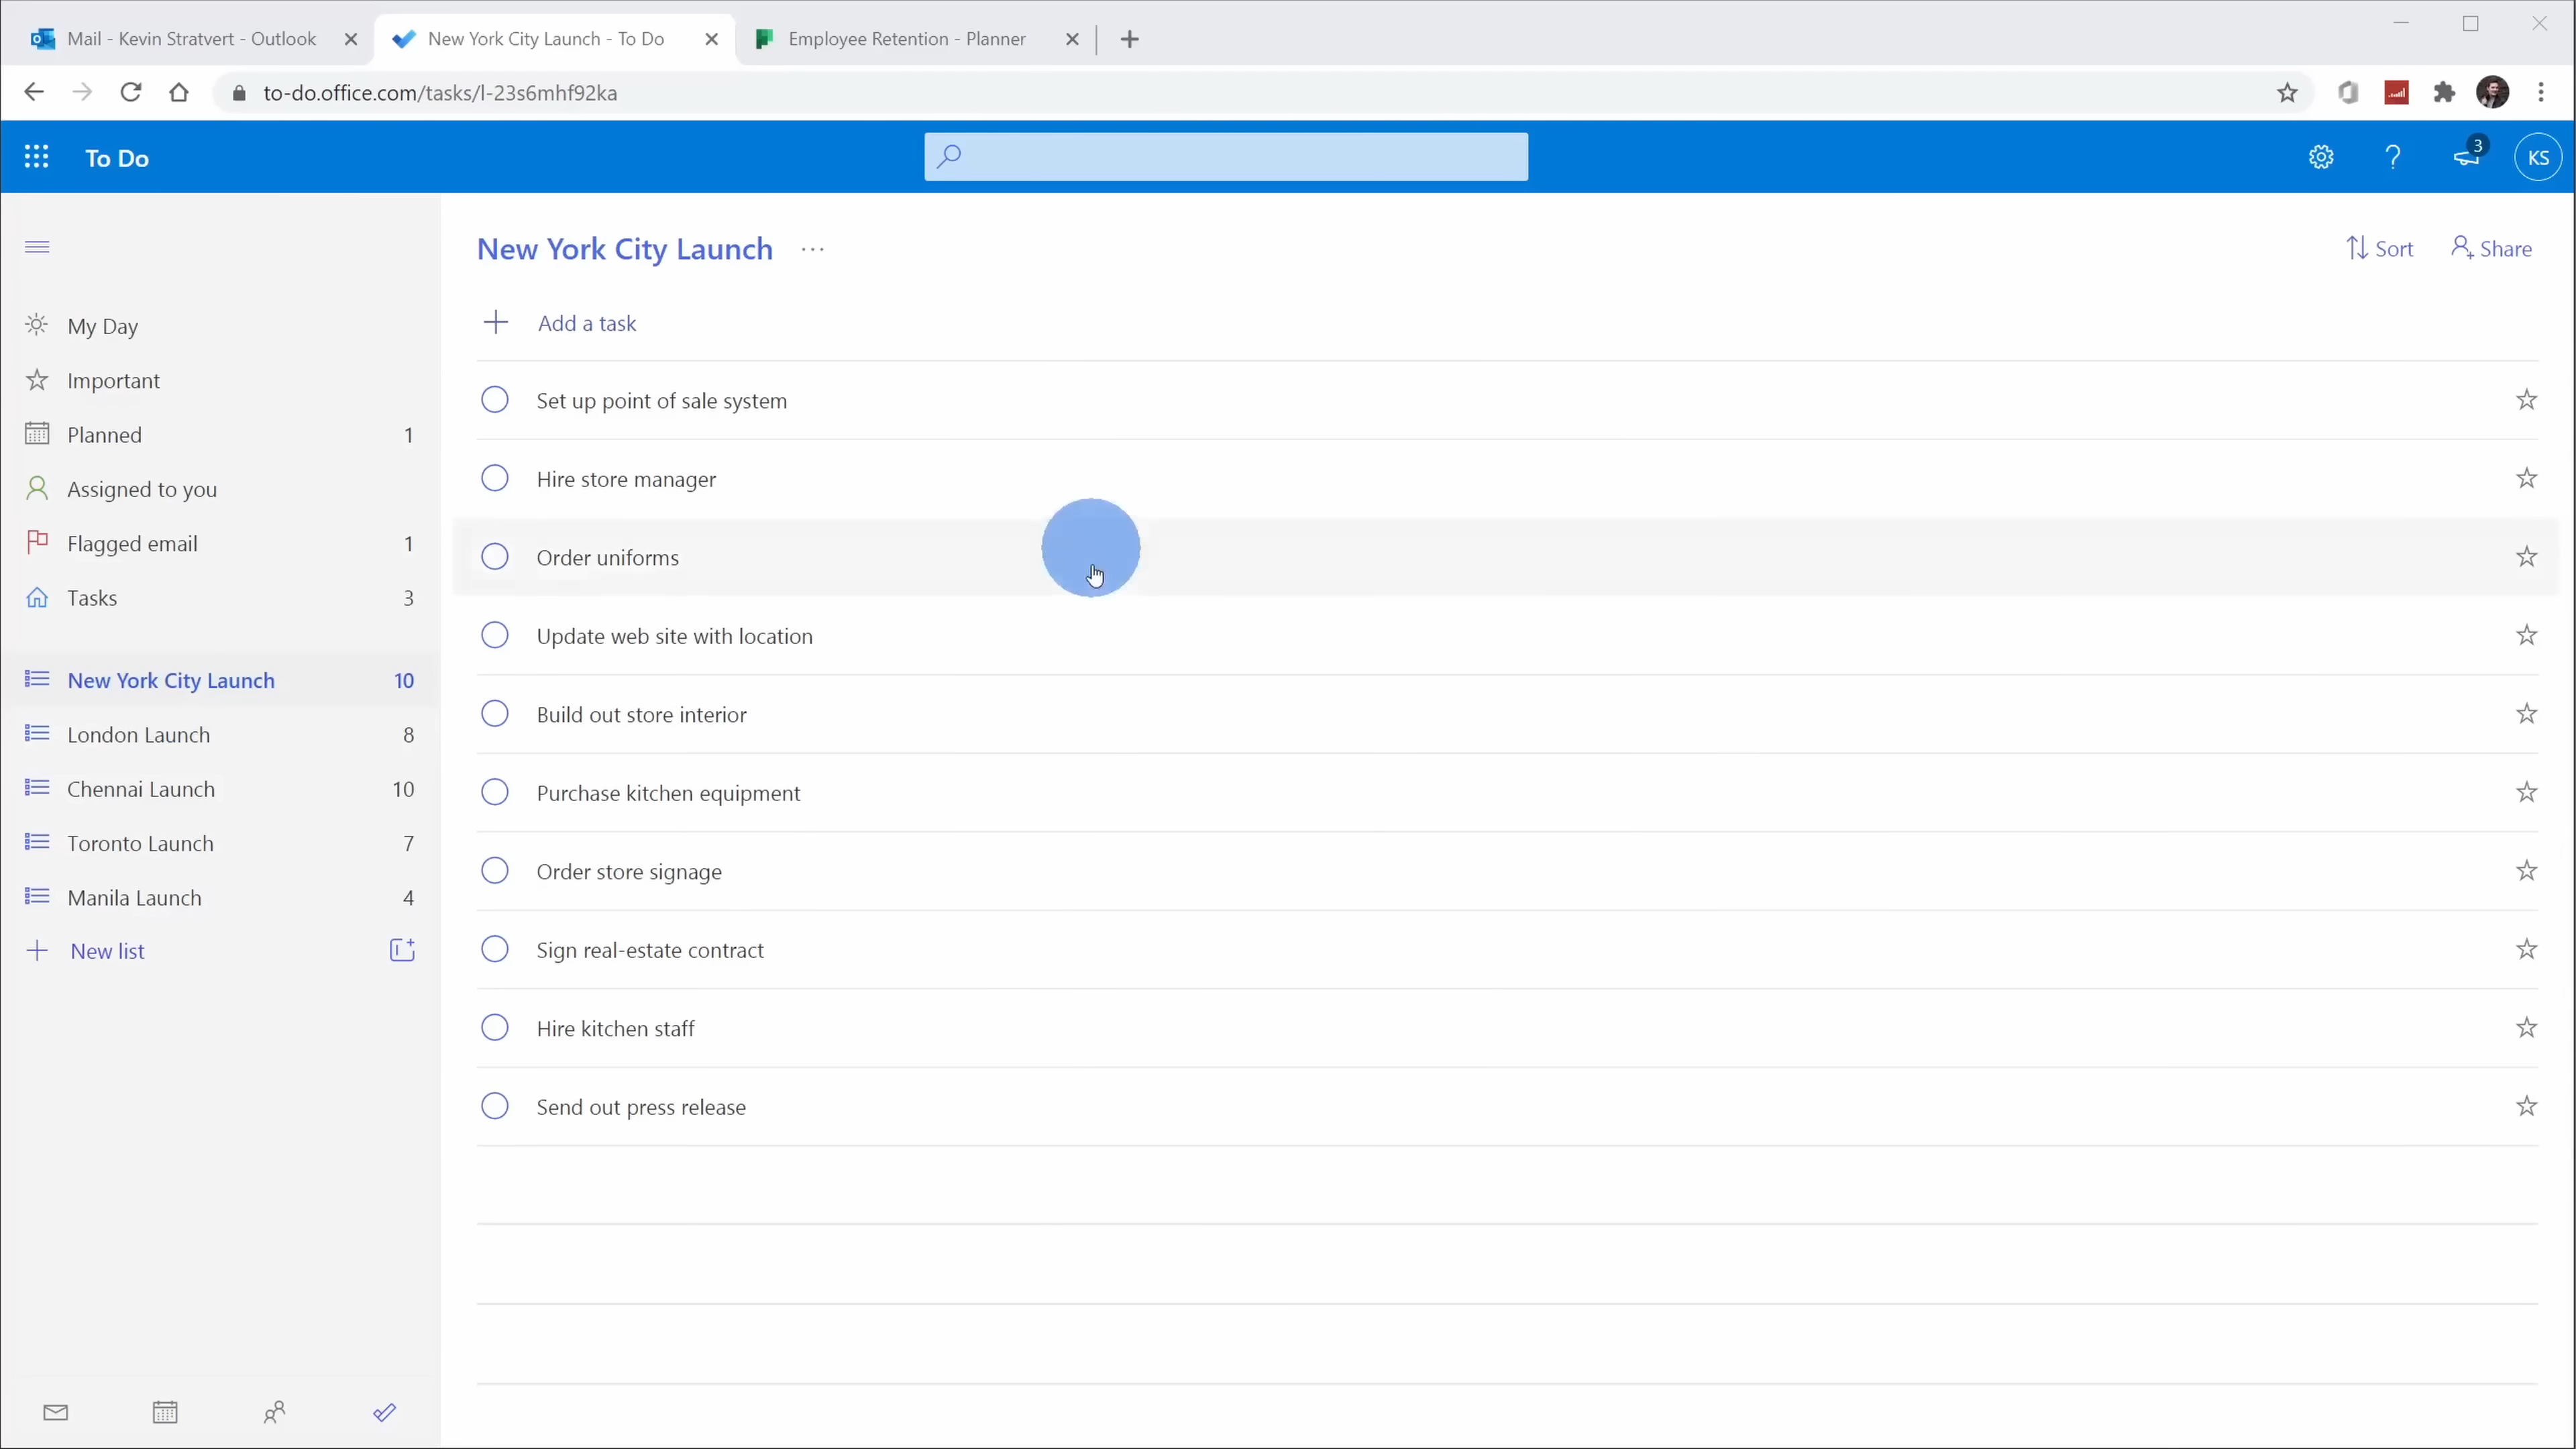 Mail - Kevin Stratvert - Outlook
New York City Launch - To Do
Employee Retention - Planner
to-do.office.com/tasks/l-23s6mhf92ka
To Do
3
KS
New York City Launch
Sort
Share
Add a task
My Day
Important
Planned 1
Assigned to you
Flagged email 1
Tasks 3
New York City Launch 10
London Launch 8
Chennai Launch 10
Toronto Launch 7
Manila Launch 4
New list
Set up point of sale system
Hire store manager
Order uniforms
Update web site with location
Build out store interior
Purchase kitchen equipment
Order store signage
Sign real-estate contract
Hire kitchen staff
Send out press release